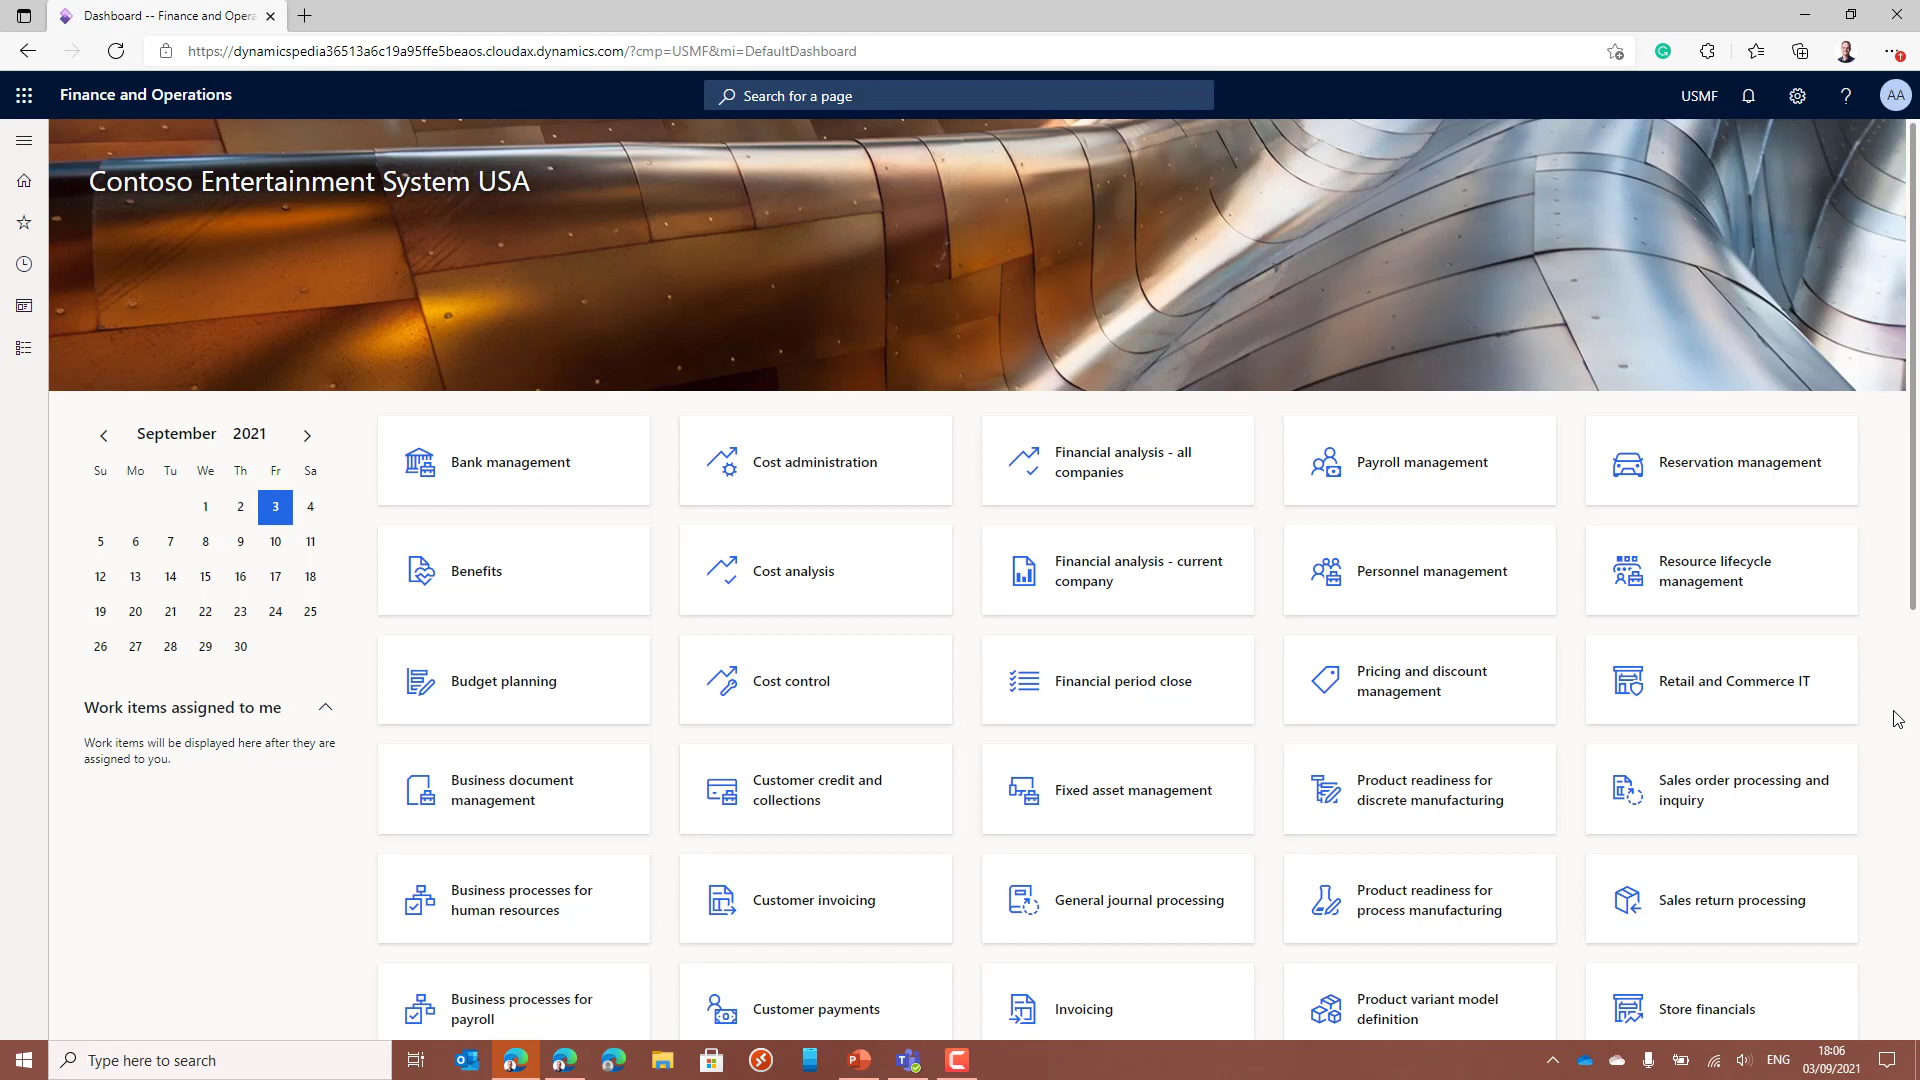 Dashboard -- Finance and Opera
https://dynamicspedia36513a6c19a95ffe5beaos.cloudax.dynamics.com/?cmp=USMF&mi=DefaultDashboard
Finance and Operations
Search for a page
USMF
?
AA
Contoso Entertainment System USA
September 2021
Su Mo Tu We Th Fr Sa
1 2 3 4
5 6 7 8 9 10 11
12 13 14 15 16 17 18
19 20 21 22 23 24 25
26 27 28 29 30
Work items assigned to me
Work items will be displayed here after they are
assigned to you.
Bank management
Cost administration
Financial analysis - all
companies
Payroll management
Reservation management
Benefits
Cost analysis
Financial analysis - current
company
Personnel management
Resource lifecycle
management
Budget planning
Cost control
Financial period close
Pricing and discount
management
Retail and Commerce IT
Business document
management
Customer credit and
collections
Fixed asset management
Product readiness for
discrete manufacturing
Sales order processing and
inquiry
Business processes for
human resources
Customer invoicing
General journal processing
Product readiness for
process manufacturing
Sales return processing
Business processes for
payroll
Customer payments
Invoicing
Product variant model
definition
Store financials
Type here to search
ENG
18:06
03/09/2021